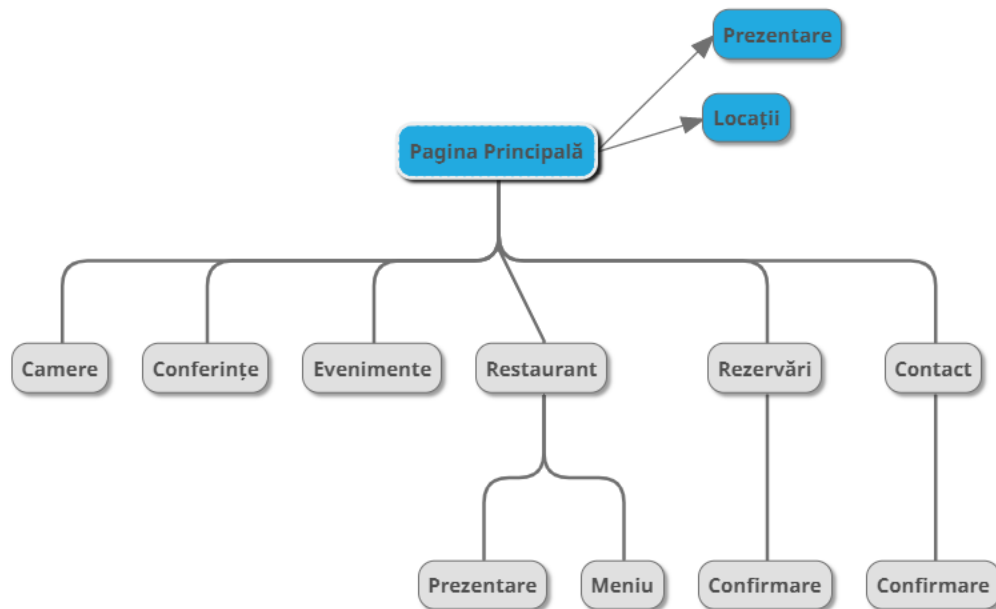 Prezentare
Locații
Pagina Principală
Camere
Conferințe
Evenimente
Restaurant
Rezervări
Contact
Prezentare
Meniu
Confirmare
Confirmare